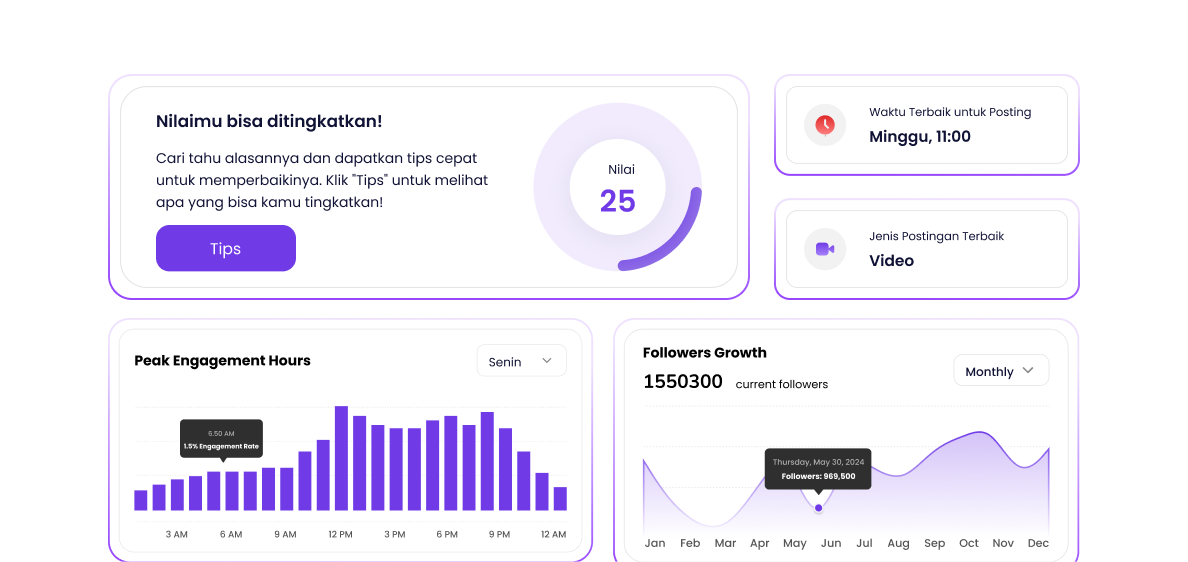 Nilaimu bisa ditingkatkan!
Cari tahu alasannya dan dapatkan tips cepat
untuk memperbaikinya. Klik "Tips" untuk melihat
apa yang bisa kamu tingkatkan!
Tips
Nilai
25
Waktu Terbaik untuk Posting
Minggu, 11:00
Jenis Postingan Terbaik
Video
Peak Engagement Hours
Senin
6.50 AM
1.5% Engagement Rate
3 AM 6 AM 9 AM 12 PM 3 PM 6 PM 9 PM 12 AM
Followers Growth
1550300 current followers
Monthly
Thursday, May 30, 2024
Followers: 969,500
Jan Feb Mar Apr May Jun Jul Aug Sep Oct Nov Dec